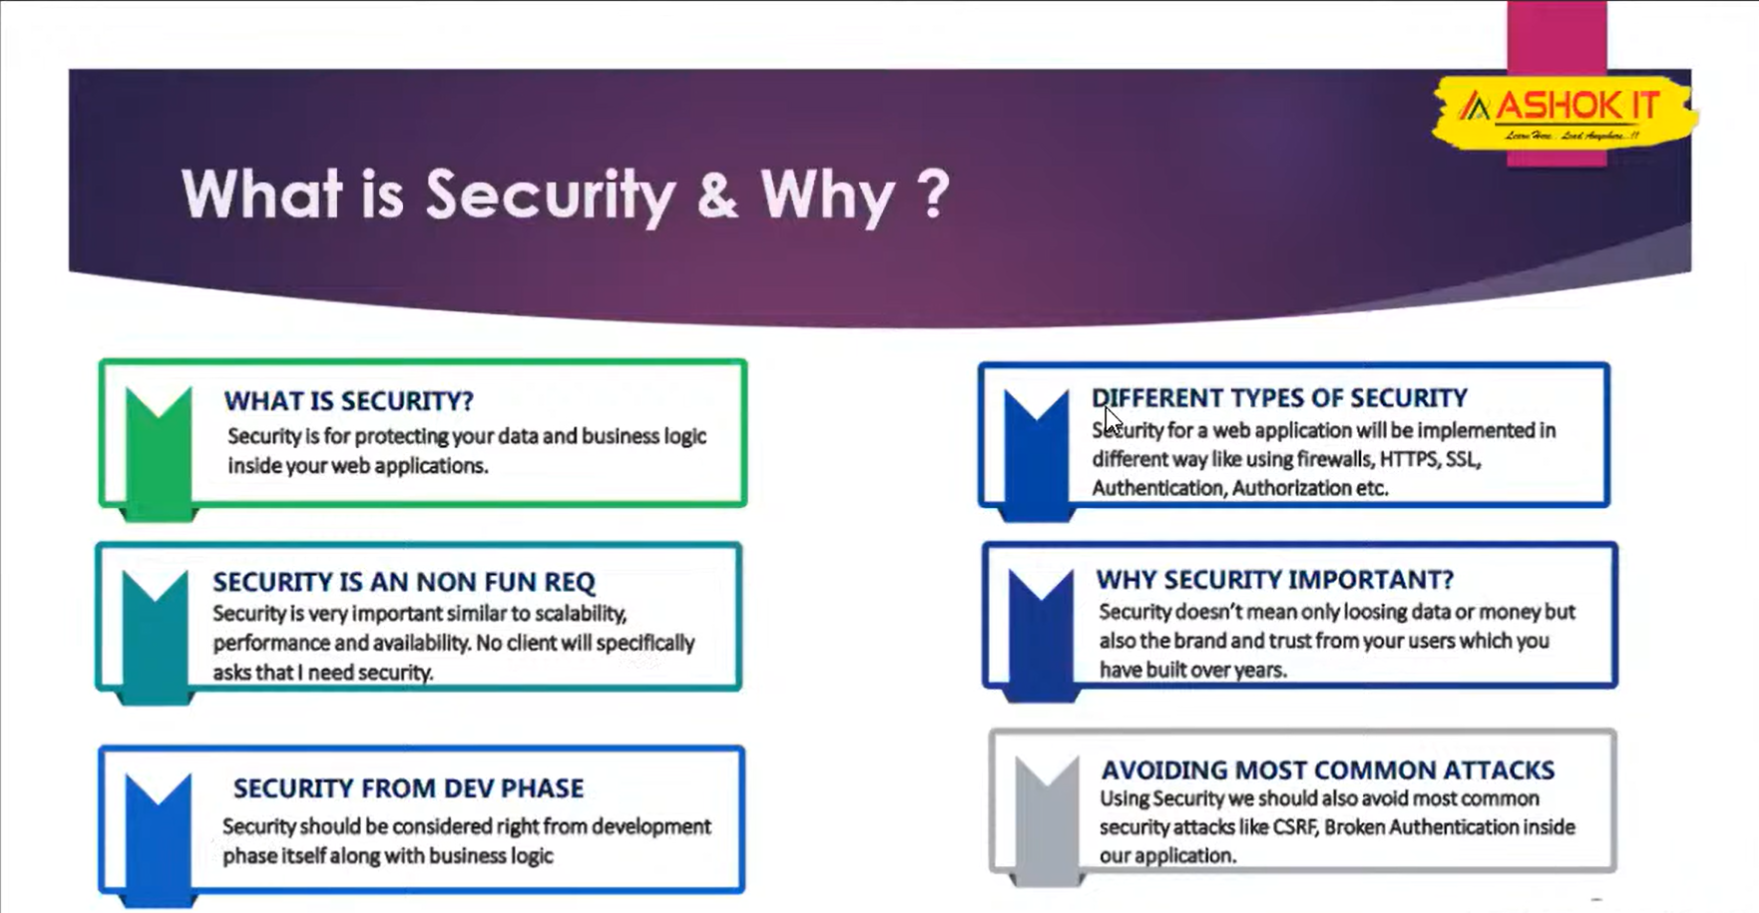 ASHOK IT
Learn Here.. Lead Anywhere..!!
What is Security & Why ?
WHAT IS SECURITY?
Security is for protecting your data and business logic
inside your web applications.
SECURITY IS AN NON FUN REQ
Security is very important similar to scalability,
performance and availability. No client will specifically
asks that I need security.
SECURITY FROM DEV PHASE
Security should be considered right from development
phase itself along with business logic
DIFFERENT TYPES OF SECURITY
Security for a web application will be implemented in
different way like using firewalls, HTTPS, SSL,
Authentication, Authorization etc.
WHY SECURITY IMPORTANT?
Security doesn't mean only loosing data or money but
also the brand and trust from your users which you
have built over years.
AVOIDING MOST COMMON ATTACKS
Using Security we should also avoid most common
security attacks like CSRF, Broken Authentication inside
our application.